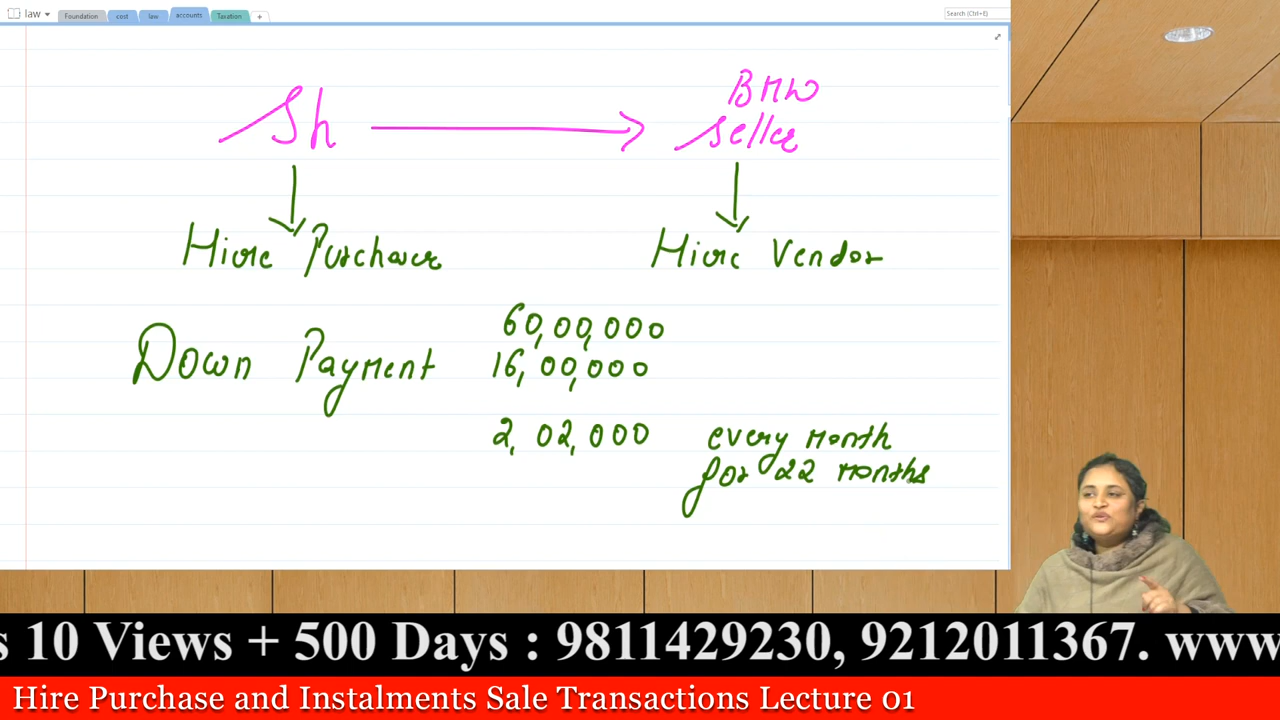 law
Foundation
cost
law
accounts
Taxation
+
Search (Ctrl+E)
Sh
BMW
seller
Hire Purchaser
Hire Vendor
60,00,000
Down Payment 16,00,000
2,02,000 every month
for 22 months
s 10 Views + 500 Days : 9811429230, 9212011367. www
Hire Purchase and Instalments Sale Transactions Lecture 01